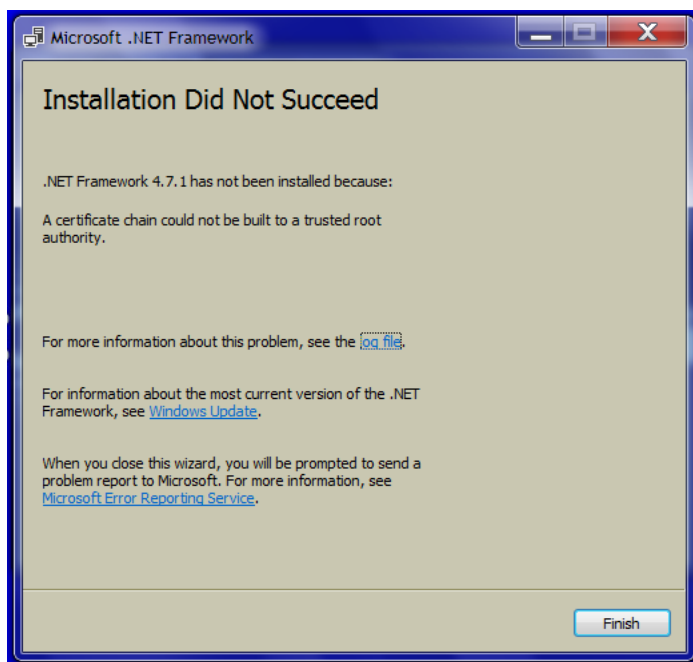 Microsoft .NET Framework
Installation Did Not Succeed
.NET Framework 4.7.1 has not been installed because:
A certificate chain could not be built to a trusted root
authority.
For more information about this problem, see the log file.
For information about the most current version of the .NET
Framework, see Windows Update.
When you close this wizard, you will be prompted to send a
problem report to Microsoft. For more information, see
Microsoft Error Reporting Service.
Finish